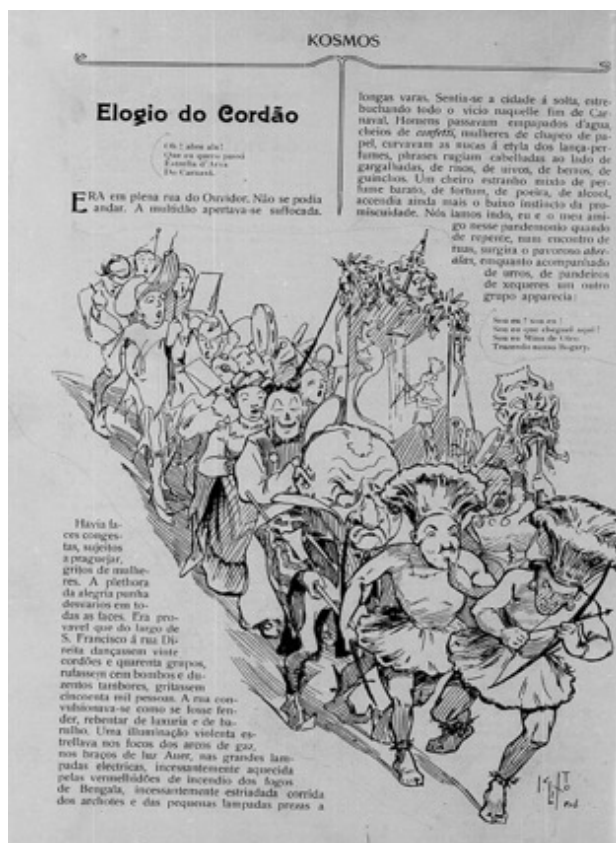 KOSMOS
Elogio do Cordão
Oh! abre ala!
Que eu quero passá
Estrella d'Alva
Do Carnavá.
ERA em plena rua do Ouvidor. Não se podia
andar. A multidão apertava-se suffocada.
Havia fa-
ces conges-
tas, sujeitos
a praguejar,
gritos de mulhe-
res. A plethora
da alegria punha
desvarios em to-
das as faces. Era pro-
vavel que do largo de
S. Francisco á rua Di-
reita dançassem vinte
cordões e quarenta grupos,
rufassem cem bombos e du-
zentos tambores, gritassem
cincoenta mil pessoas. A rua con-
vulsionava-se como se fosse fen-
der, rebentar de luxuria e de ba-
rulho. Uma illuminação violenta es-
trellava nos focos dos arcos de gaz,
nos braços de luz Auer, nas grandes lam-
padas electricas, incessantemente aquecida
pelas vermelhidões de incendio dos fogos
de Bengala, incessantemente estriadada corrida
dos archotes e das pequenas lampadas prezas a
longas varas. Sentia-se a cidade á solta, estre-
buchando todo o vicio naquelle fim de Car-
naval. Homens passavam empapados d'agua,
cheios de confetti, mulheres de chapeo de pa-
pel, curvavam as nucas á etyla dos lança-per-
fumes, phrases rugiam cabelludas ao lado de
gargalhadas, de risos, de urros, de berros, de
guinchos. Um cheiro estranho mixto de per-
fume barato, de fortum, de poeira, de alcool,
accendia ainda mais o baixo instincto da pro-
miscuidade. Nós iamos indo, eu e o meu ami-
go nesse pandemonio quando
de repente, num encontro de
ruas, surgira o pavoroso abre-
alas, emquanto acompanhado
de urros, de pandeiros
de xequeres um outro
grupo apparecia:
Sou eu! sou eu!
Sou eu que cheguei aqui!
Sou eu Mina de Ouro
Trazendo nosso Bogary.